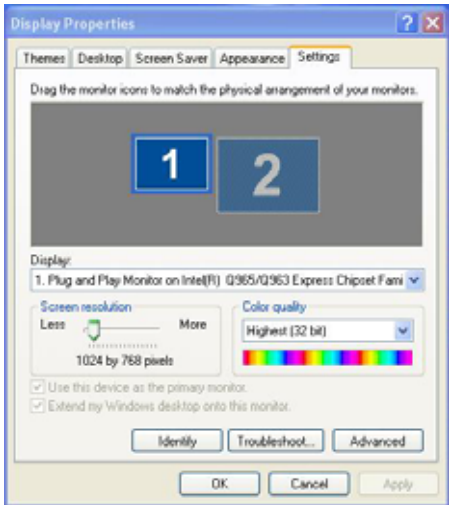 Display Properties
Themes Desktop Screen Saver Appearance Settings
Drag the monitor icons to match the physical arrangement of your monitors.
1 2
Display:
1. Plug and Play Monitor on Intel(R) Q965/Q963 Express Chipset Fami
Screen resolution
Less More
1024 by 768 pixels
Color quality
Highest (32 bit)
Use this device as the primary monitor.
Extend my Windows desktop onto this monitor.
Identify Troubleshoot... Advanced
OK Cancel Apply